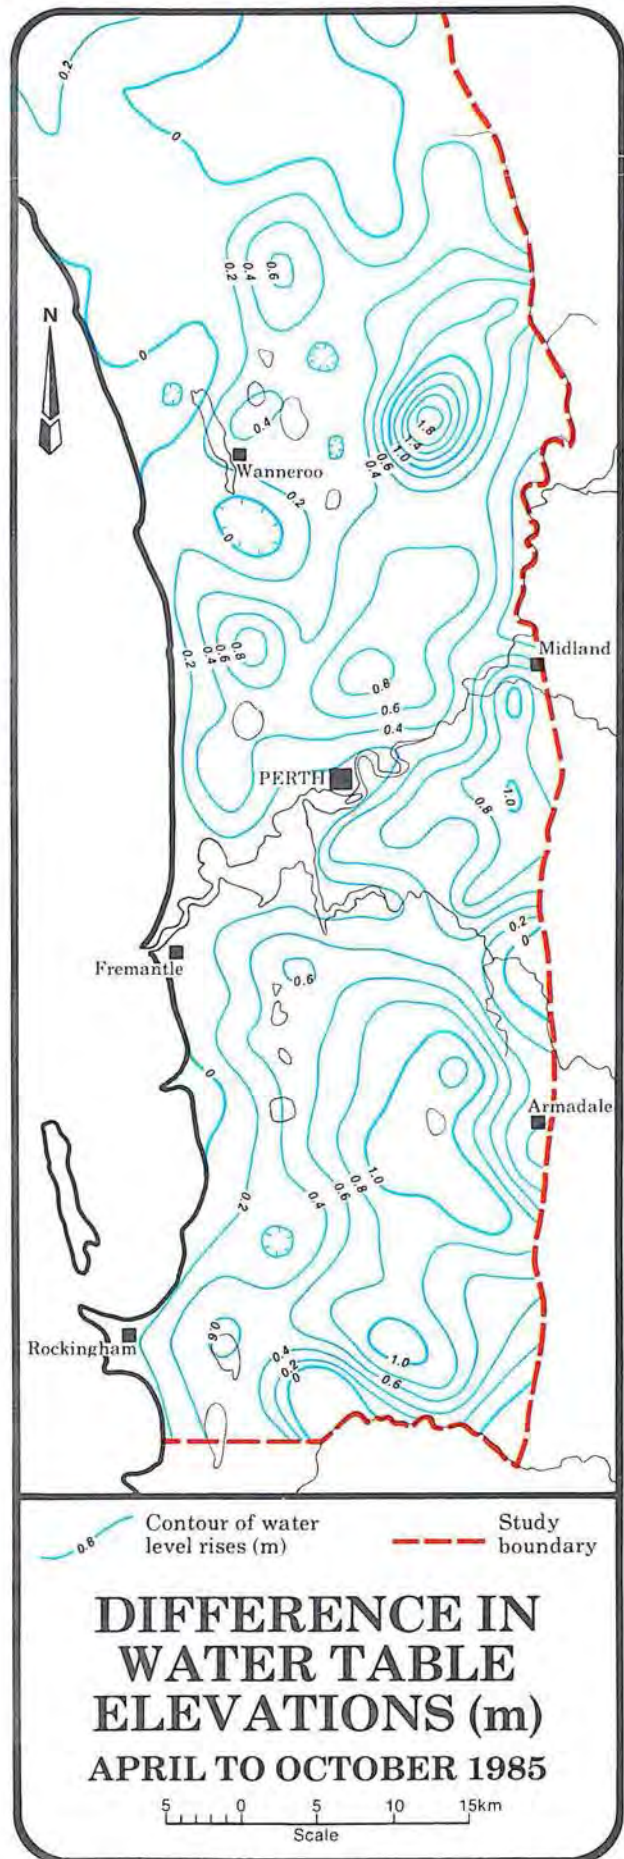 0.2
0
N
0.2
0.4
0.6
0
0.4
1.8
1.4
1.0
0.6
0.4
Wanneroo
0.2
0
0.8
0.6
0.4
0.2
Midland
0.8
0.6
0.4
PERTH
1.0
0.8
0.2
0
Fremantle
0.6
0
Armadale
1.0
0.8
0.6
0.4
0.2
Rockingham
0.6
1.0
0.4
0.2
0
0.6
0.8
Contour of water
level rises (m)
Study
boundary
DIFFERENCE IN
WATER TABLE
ELEVATIONS (m)
APRIL TO OCTOBER 1985
5 0 5 10 15km
Scale